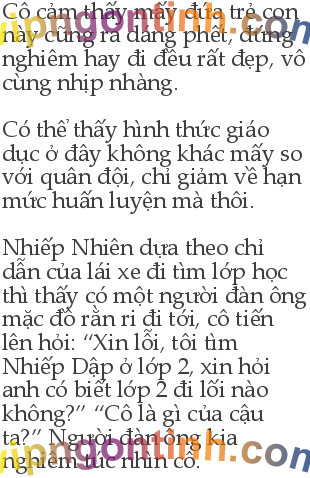 Cô cảm thấy mấy đứa trẻ con
này cũng ra dáng phết, đứng
nghiêm hay đi đều rất đẹp, vô
cùng nhịp nhàng.
Có thể thấy hình thức giáo
dục ở đây không khác mấy so
với quân đội, chỉ giảm về hạn
mức huấn luyện mà thôi.
Nhiếp Nhiên dựa theo chỉ
dẫn của lái xe đi tìm lớp học
thì thấy có một người đàn ông
mặc đồ rằn ri đi tới, cô tiến
lên hỏi: “Xin lỗi, tôi tìm
Nhiếp Dập ở lớp 2, xin hỏi
anh có biết lớp 2 đi lối nào
không?” “Cô là gì của cậu
ta?” Người đàn ông kia
nghiêm túc nhìn cô.
vipngontinh.com
vipngontinh.com